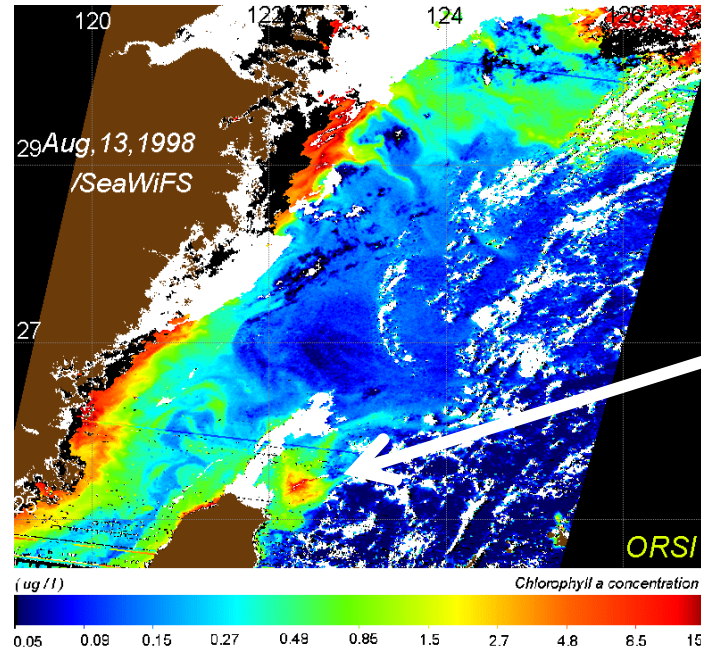 120 122 124 126
29 Aug,13,1998
/SeaWiFS
27
25
ORSI
( ug / l ) Chlorophyll a concentration
0.05 0.09 0.15 0.27 0.49 0.85 1.5 2.7 4.8 8.5 15